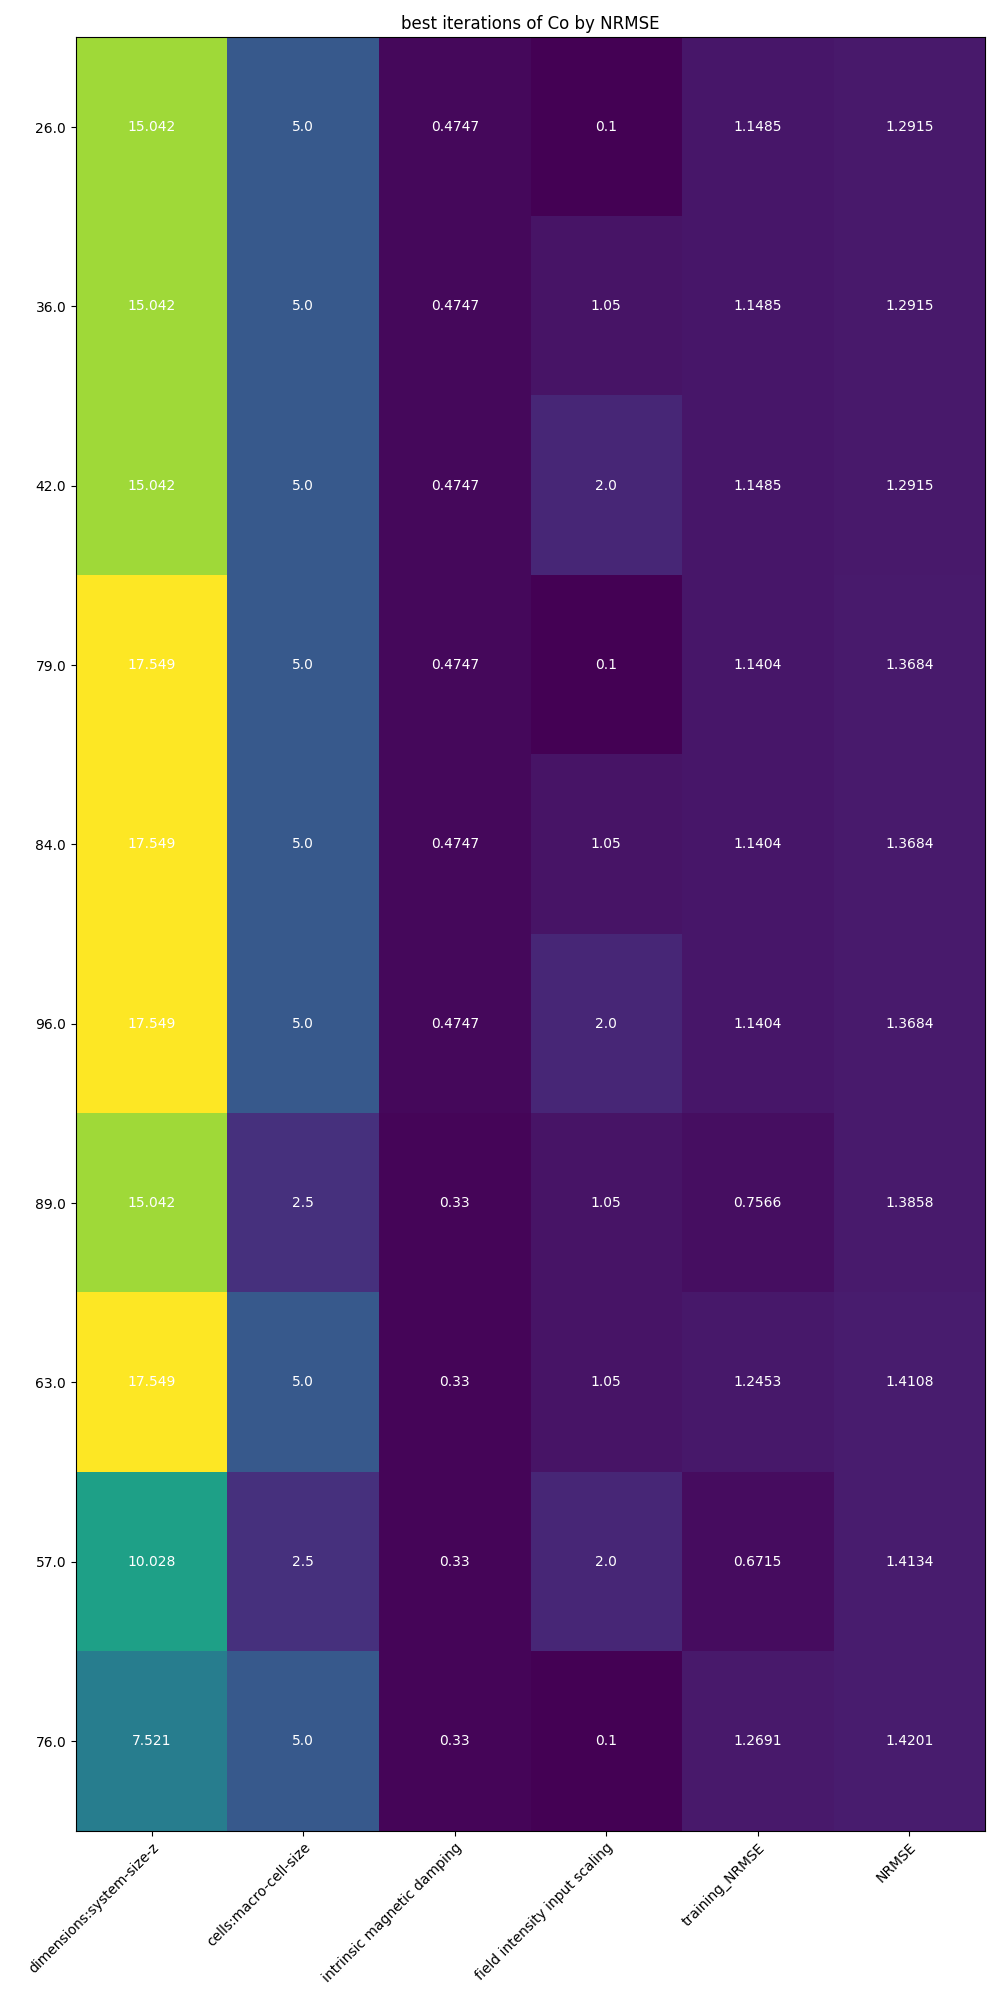 best iterations of Co by NRMSE
26.0 15.042 5.0 0.4747 0.1 1.1485 1.2915
36.0 15.042 5.0 0.4747 1.05 1.1485 1.2915
42.0 15.042 5.0 0.4747 2.0 1.1485 1.2915
79.0 17.549 5.0 0.4747 0.1 1.1404 1.3684
84.0 17.549 5.0 0.4747 1.05 1.1404 1.3684
96.0 17.549 5.0 0.4747 2.0 1.1404 1.3684
89.0 15.042 2.5 0.33 1.05 0.7566 1.3858
63.0 17.549 5.0 0.33 1.05 1.2453 1.4108
57.0 10.028 2.5 0.33 2.0 0.6715 1.4134
76.0 7.521 5.0 0.33 0.1 1.2691 1.4201
dimensions:system-size-z
cells:macro-cell-size
intrinsic magnetic damping
field intensity input scaling
training_NRMSE
NRMSE